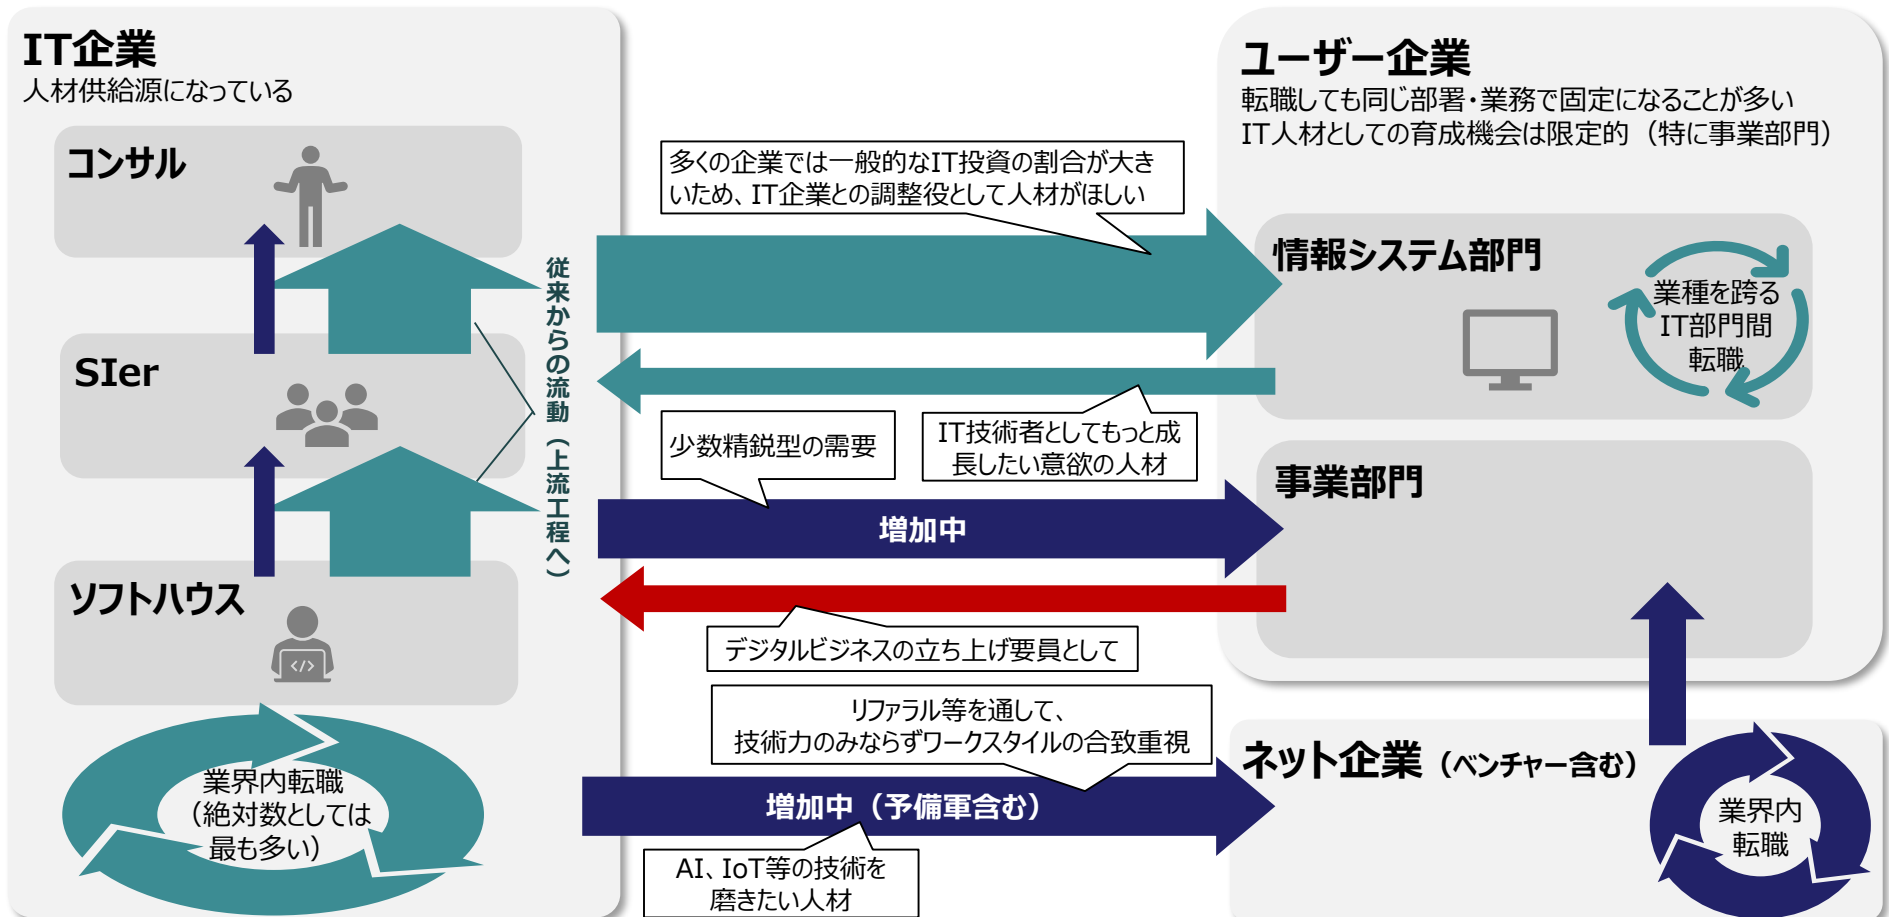 IT企業
人材供給源になっている
コンサル
SIer
ソフトハウス
従来からの流動（上流工程へ）
業界内転職
（絶対数としては
最も多い）
多くの企業では一般的なIT投資の割合が大き
いため、IT企業との調整役として人材がほしい
少数精鋭型の需要
IT技術者としてもっと成
長したい意欲の人材
増加中
デジタルビジネスの立ち上げ要員として
リファラル等を通して、
技術力のみならずワークスタイルの合致重視
増加中（予備軍含む）
AI、IoT等の技術を
磨きたい人材
ユーザー企業
転職しても同じ部署・業務で固定になることが多い
IT人材としての育成機会は限定的（特に事業部門）
情報システム部門
業種を跨る
IT部門間
転職
事業部門
ネット企業（ベンチャー含む）
業界内
転職